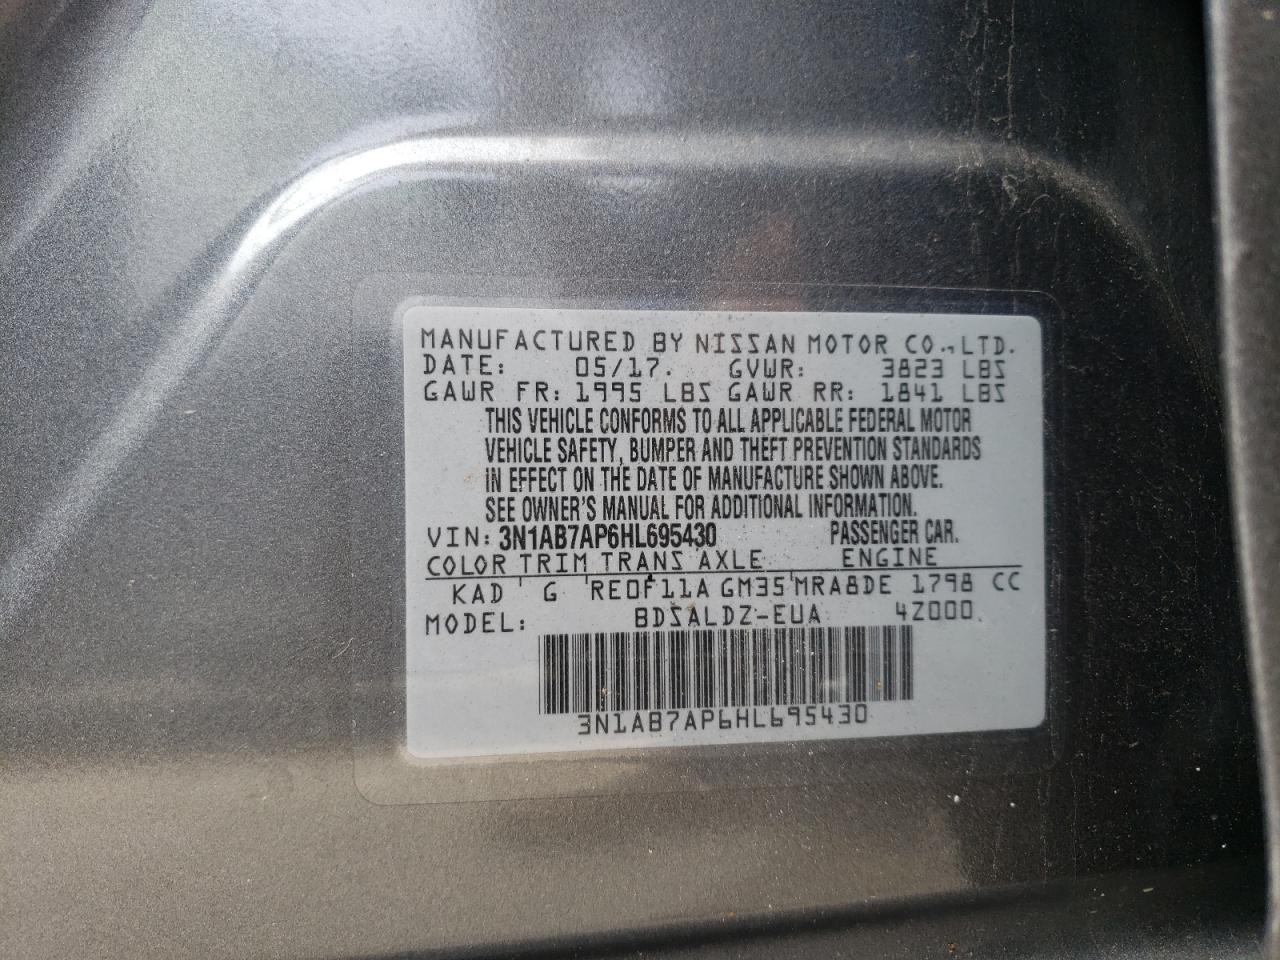 MANUFACTURED BY NISSAN MOTOR CO.,LTD.
DATE: 05/17. GVWR: 3823 LBS
GAWR FR: 1995 LBS GAWR RR: 1841 LBS
THIS VEHICLE CONFORMS TO ALL APPLICABLE FEDERAL MOTOR
VEHICLE SAFETY, BUMPER AND THEFT PREVENTION STANDARDS
IN EFFECT ON THE DATE OF MANUFACTURE SHOWN ABOVE.
SEE OWNER'S MANUAL FOR ADDITIONAL INFORMATION.
VIN: 3N1AB7AP6HL695430 PASSENGER CAR.
COLOR TRIM TRANS AXLE ENGINE
KAD G RE0F11A GM35 MRA8DE 1798 CC
MODEL: BDSALDZ-EUA 4Z000.
3N1AB7AP6HL695430